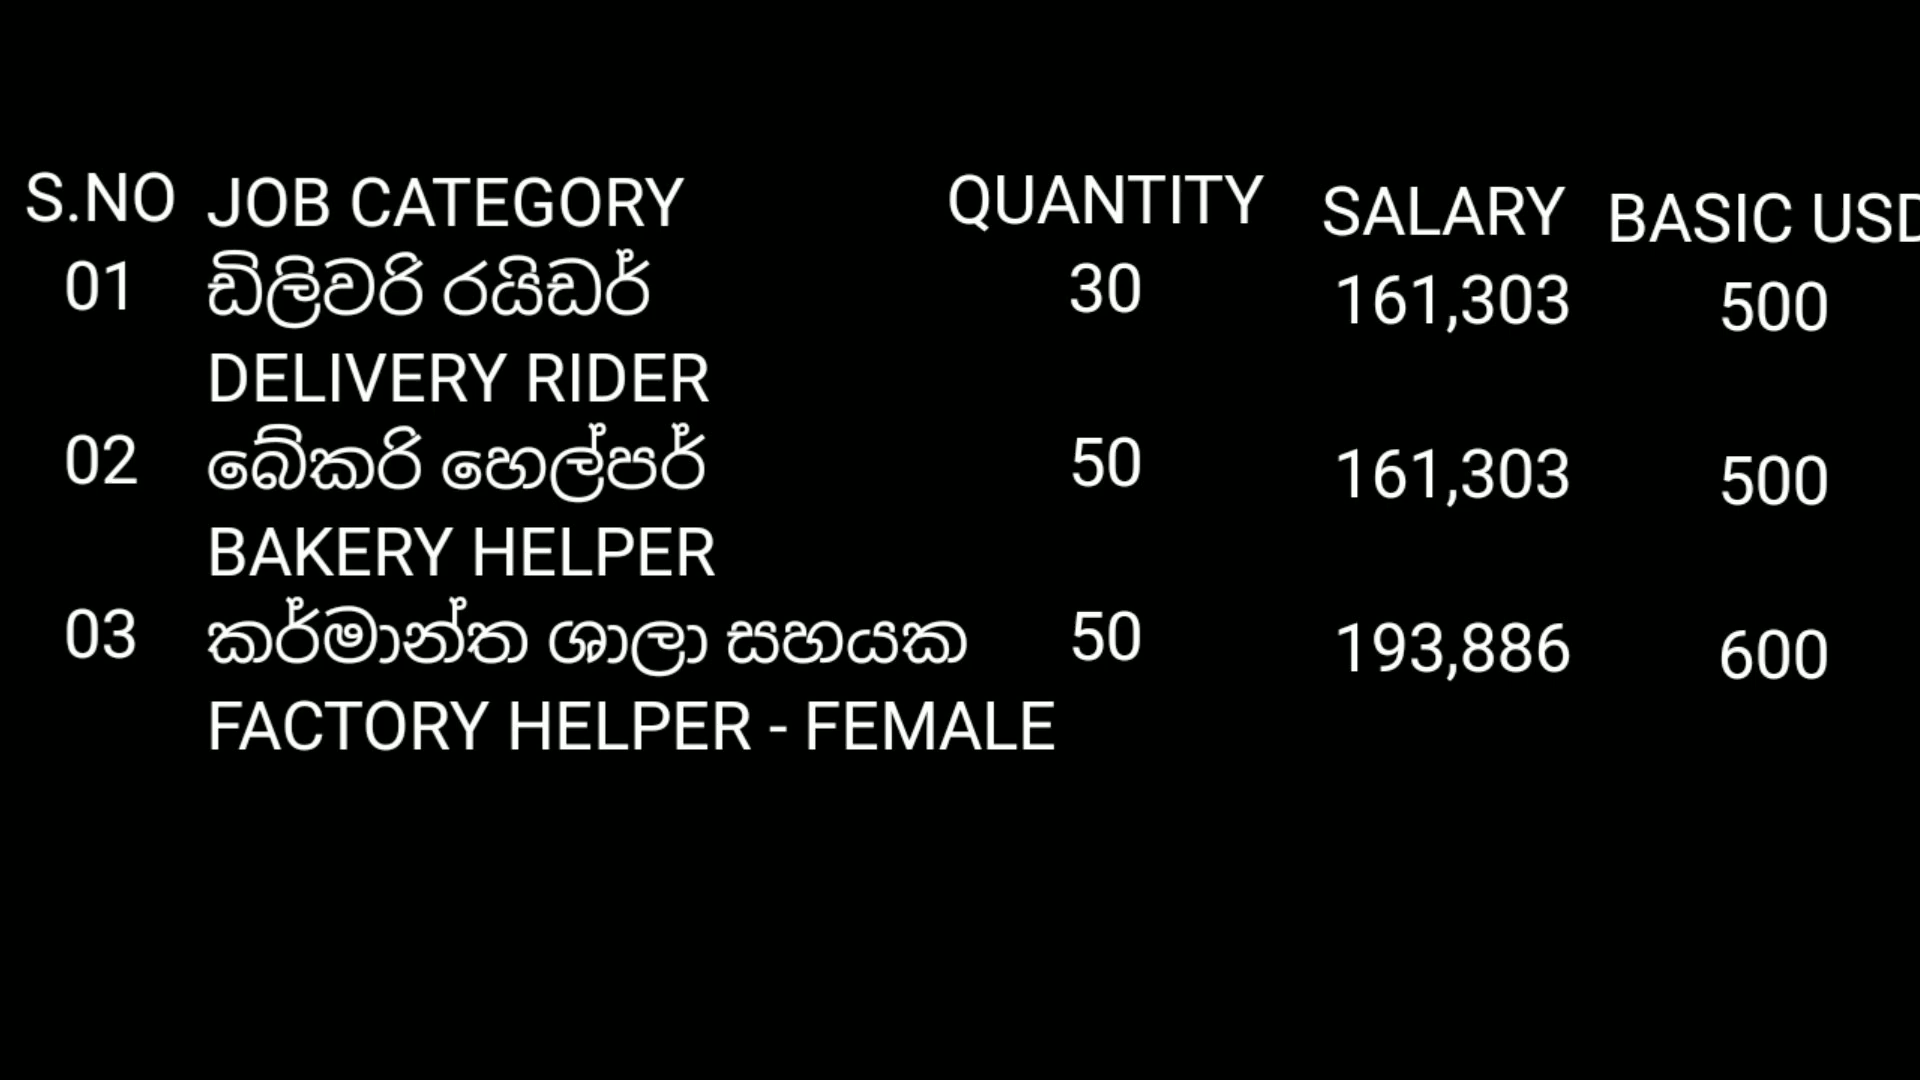 S.NO JOB CATEGORY QUANTITY SALARY BASIC USD
01 ඩිලිවරි රයිඩර් 30 161,303 500
DELIVERY RIDER
02 බේකරි හෙල්පර් 50 161,303 500
BAKERY HELPER
03 කර්මාන්ත ශාලා සහයක 50 193,886 600
FACTORY HELPER - FEMALE